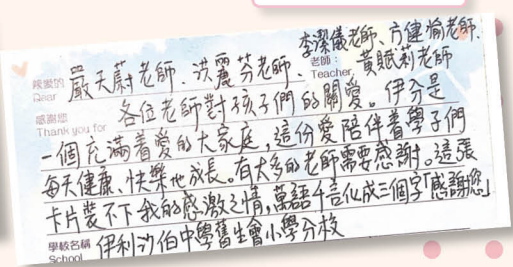 李潔儀老師、方健愉老師、
親愛的 嚴天蔚老師、洪麗芬老師、 老師: 黃賦莉老師
Dear Teacher
感謝您 各位老師對孩子們的關愛。伊分是
Thank you for
一個充滿着愛的大家庭，這份愛陪伴着學子們
每天健康、快樂地成長。有太多的老師需要感謝。這張
卡片裝不下我的感激之情，萬語千言化成三個字「感謝您」
學校名稱 伊利沙伯中學舊生會小學分校
School